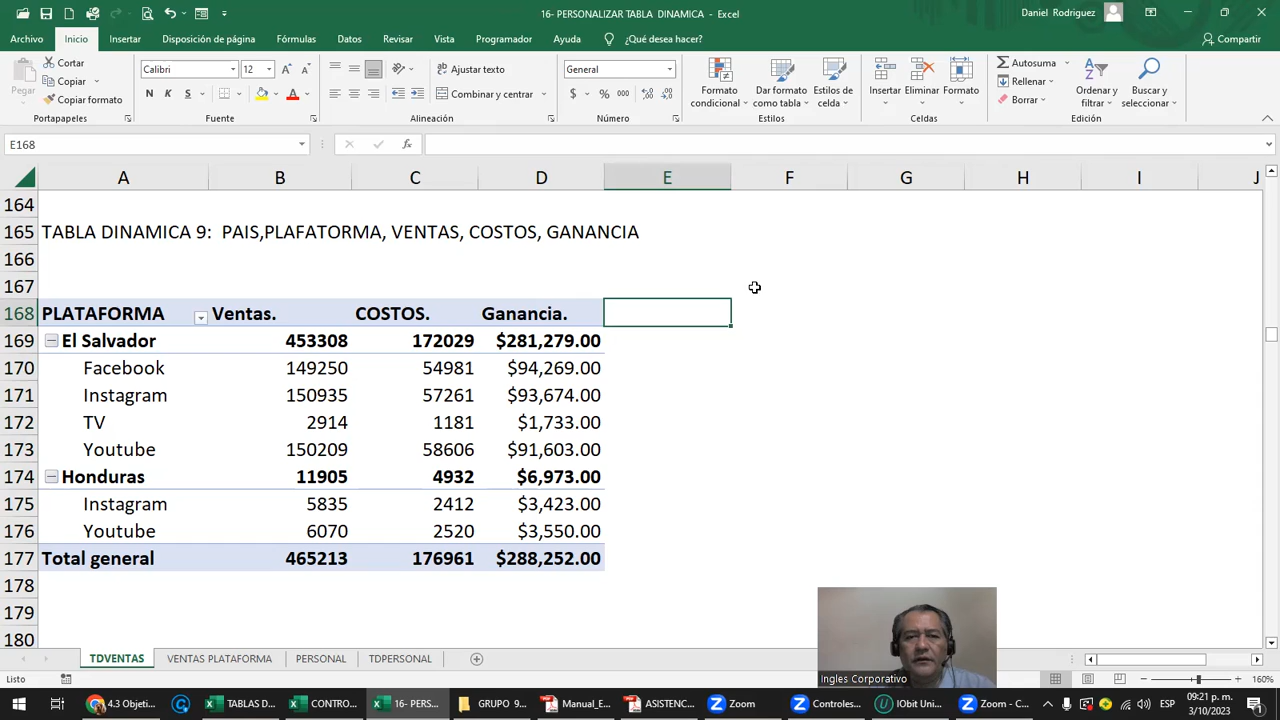 16- PERSONALIZAR TABLA  DINAMICA  -  Excel
Daniel Rodriguez
Archivo Inicio Insertar Disposición de página Fórmulas Datos Revisar Vista Programador Ayuda ¿Qué desea hacer? Compartir
Pegar
Cortar
Copiar
Copiar formato
Portapapeles
Calibri 12
N K S
Fuente
Ajustar texto
Combinar y centrar
Alineación
General
$ % 000
Número
Formato condicional
Dar formato como tabla
Estilos de celda
Estilos
Insertar Eliminar Formato
Celdas
Autosuma
Rellenar
Borrar
Ordenar y filtrar
Buscar y seleccionar
Edición
E168 fx
A B C D E F G H I J
164
165 TABLA DINAMICA 9:  PAIS,PLAFATORMA, VENTAS, COSTOS, GANANCIA
166
167
168 PLATAFORMA Ventas. COSTOS. Ganancia.
169 El Salvador 453308 172029 $281,279.00
170 Facebook 149250 54981 $94,269.00
171 Instagram 150935 57261 $93,674.00
172 TV 2914 1181 $1,733.00
173 Youtube 150209 58606 $91,603.00
174 Honduras 11905 4932 $6,973.00
175 Instagram 5835 2412 $3,423.00
176 Youtube 6070 2520 $3,550.00
177 Total general 465213 176961 $288,252.00
178
179
180
Ingles Corporativo
TDVENTAS VENTAS PLATAFORMA PERSONAL TDPERSONAL
Listo 160%
4.3 Objeti... TABLAS D... CONTRO... 16- PERS... GRUPO 9... Manual_E... ASISTENC... Zoom Controles... IObit Un... Zoom - C... ESP 09:21 p. m.
3/10/2023